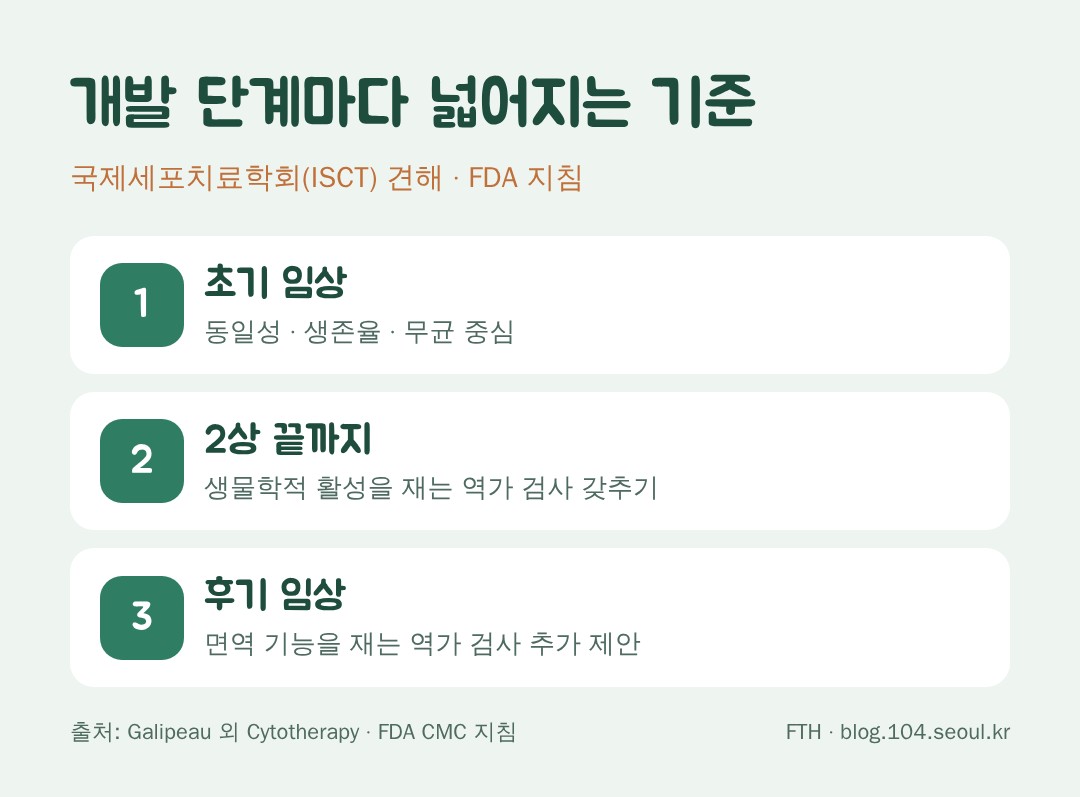 개발 단계마다 넓어지는 기준
국제세포치료학회(ISCT) 견해 · FDA 지침
1
초기 임상
동일성 · 생존율 · 무균 중심
2
2상 끝까지
생물학적 활성을 재는 역가 검사 갖추기
3
후기 임상
면역 기능을 재는 역가 검사 추가 제안
출처: Galipeau 외 Cytotherapy · FDA CMC 지침
FTH · blog.104.seoul.kr